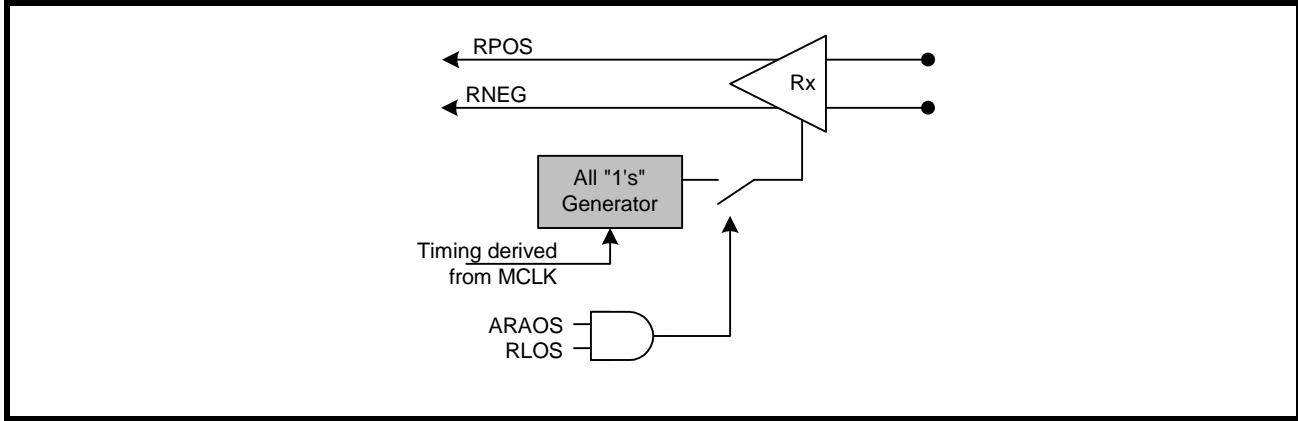 RPOS
RNEG
Rx
All "1's"
Generator
Timing derived
from MCLK
ARAOS
RLOS